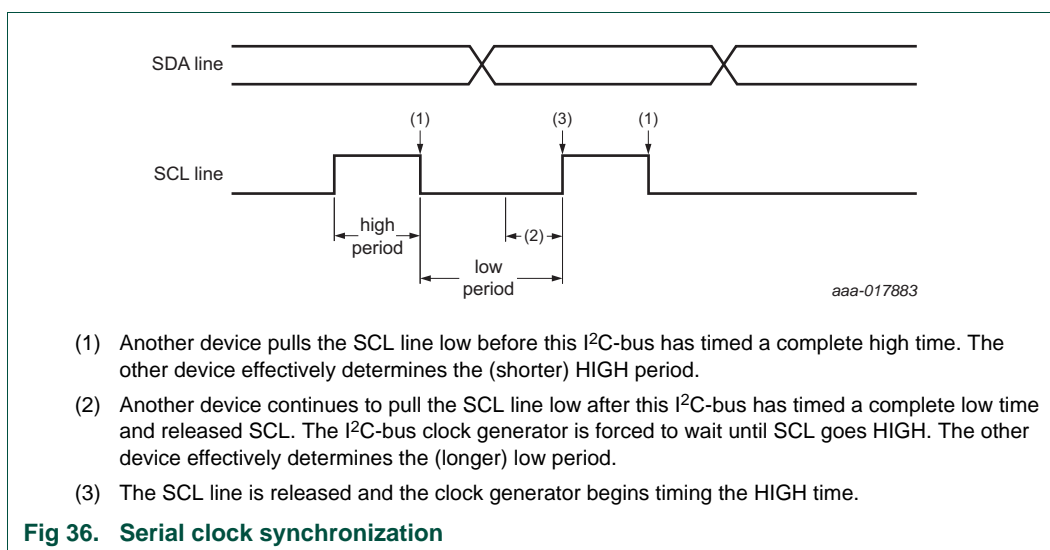 SDA line
(1)
(3)
(1)
SCL line
high
period
(2)
low
period
aaa-017883
(1) Another device pulls the SCL line low before this I2C-bus has timed a complete high time. The
other device effectively determines the (shorter) HIGH period.
(2) Another device continues to pull the SCL line low after this I2C-bus has timed a complete low time
and released SCL. The I2C-bus clock generator is forced to wait until SCL goes HIGH. The other
device effectively determines the (longer) low period.
(3) The SCL line is released and the clock generator begins timing the HIGH time.
Fig 36. Serial clock synchronization